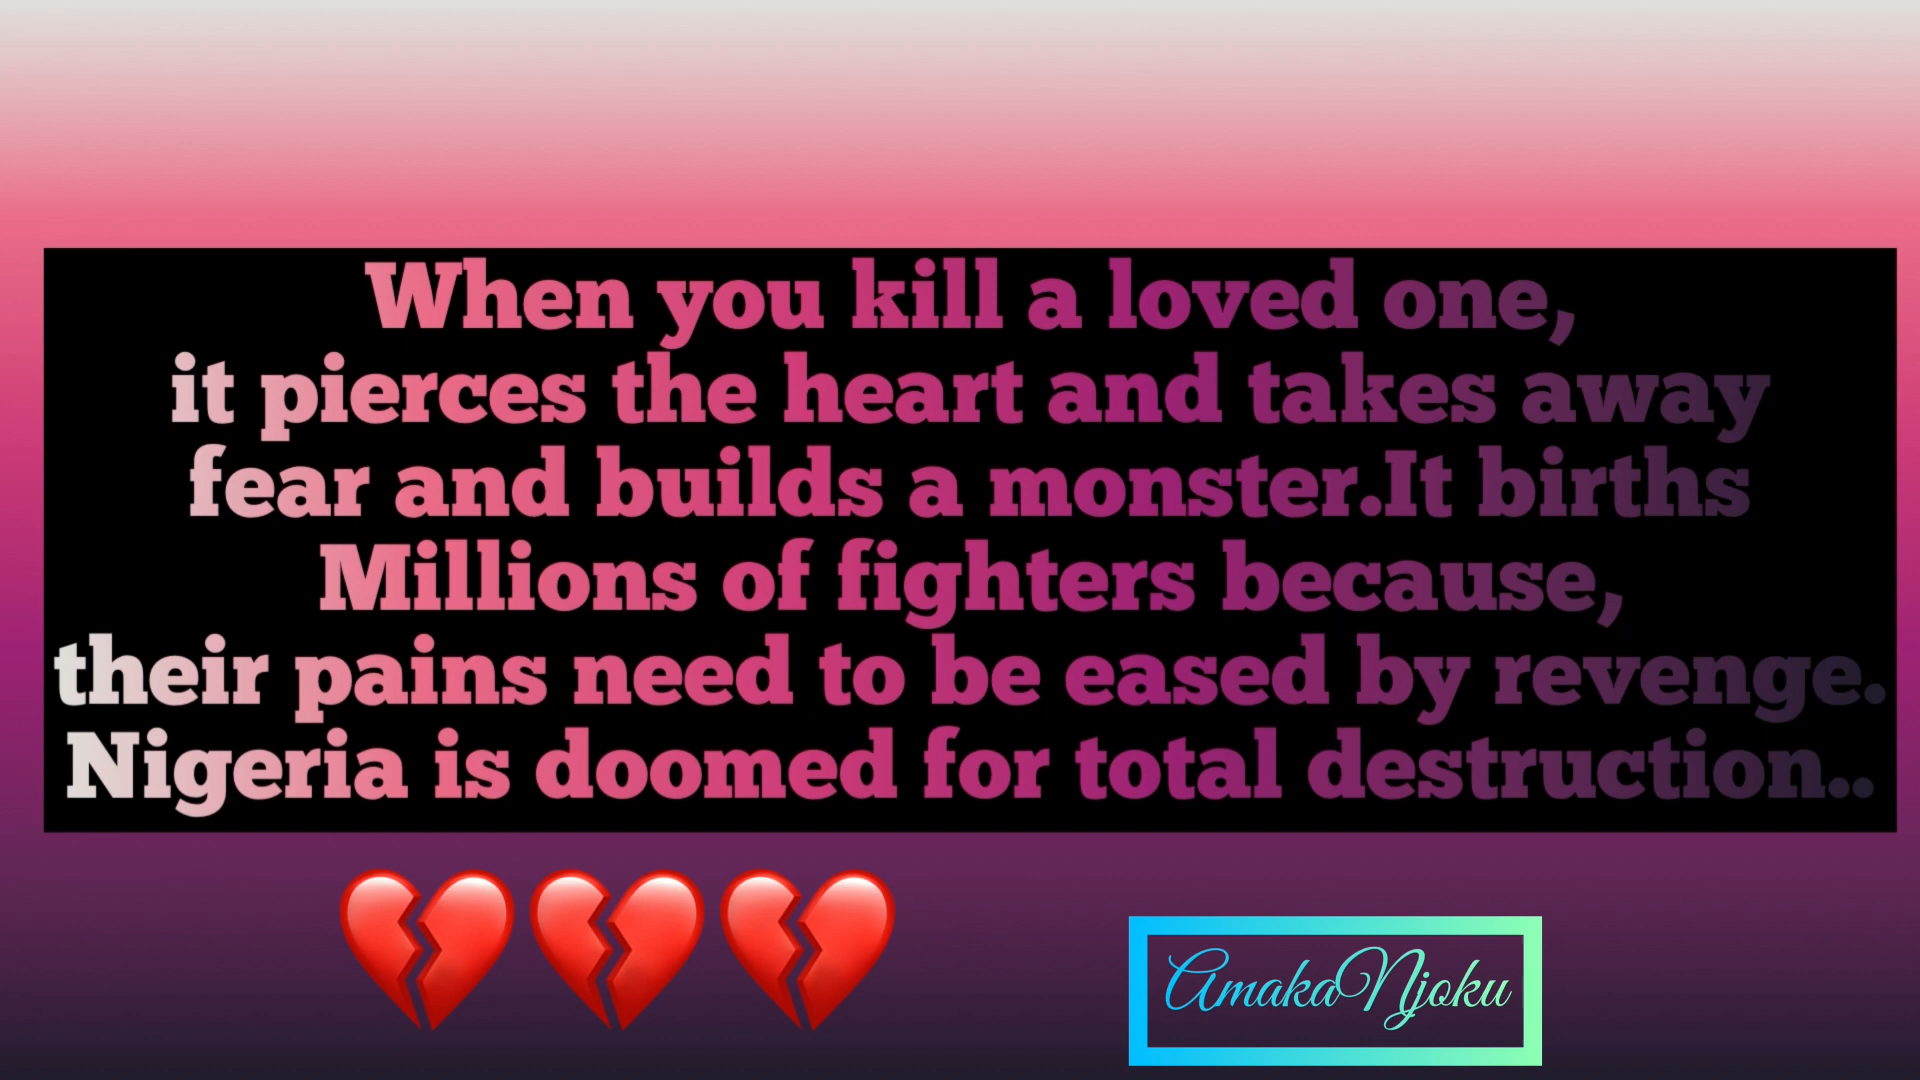 When you kill a loved one,
it pierces the heart and takes away
fear and builds a monster.It births
Millions of fighters because,
their pains need to be eased by revenge.
Nigeria is doomed for total destruction..
AmakaNjoku